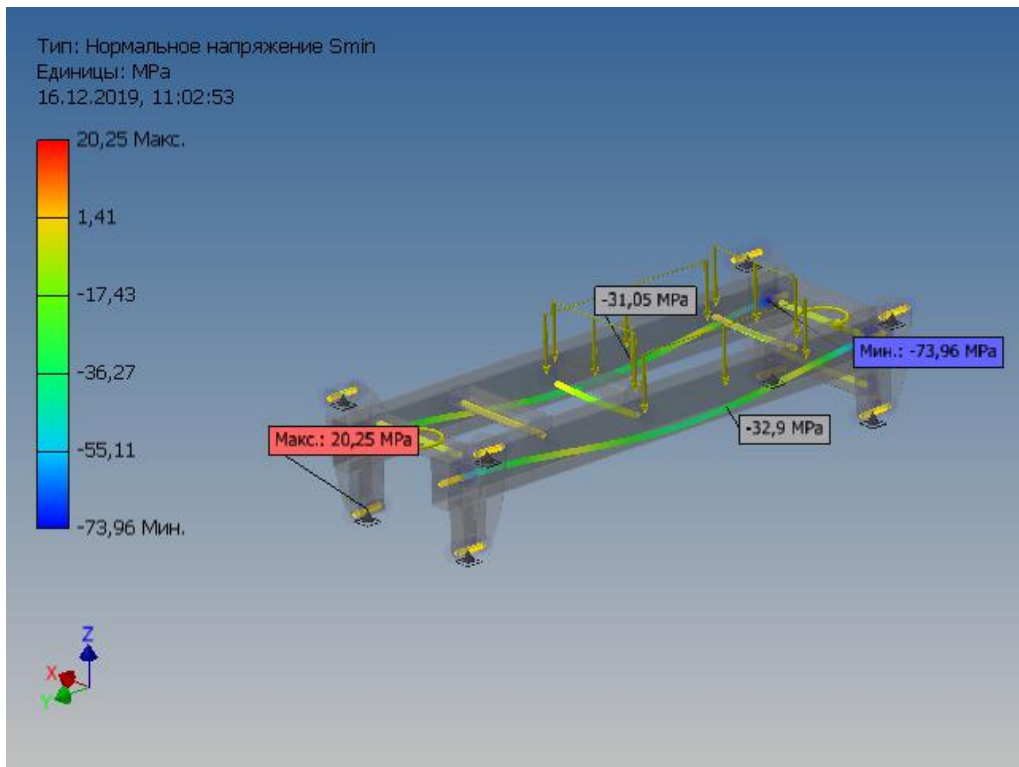 Тип: Нормальное напряжение Smin
Единицы: MPa
16.12.2019, 11:02:53
20,25 Макс.
1,41
-17,43
-36,27
-55,11
-73,96 Мин.
-31,05 MPa
Мин.: -73,96 MPa
-32,9 MPa
Макс.: 20,25 MPa
Z
X
Y